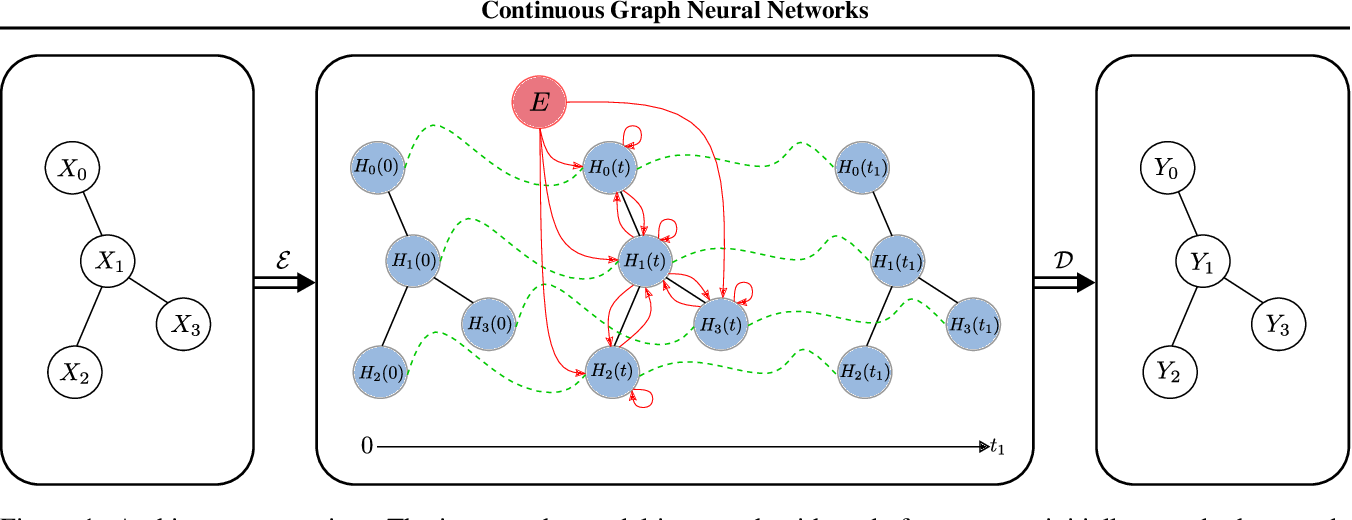 Continuous Graph Neural Networks
X0
X1
X3
X2
ℰ
E
H0(0)
H0(t)
H0(t1)
H1(0)
H1(t)
H1(t1)
H3(0)
H3(t)
H3(t1)
H2(0)
H2(t)
H2(t1)
0
t1
𝒟
Y0
Y1
Y3
Y2